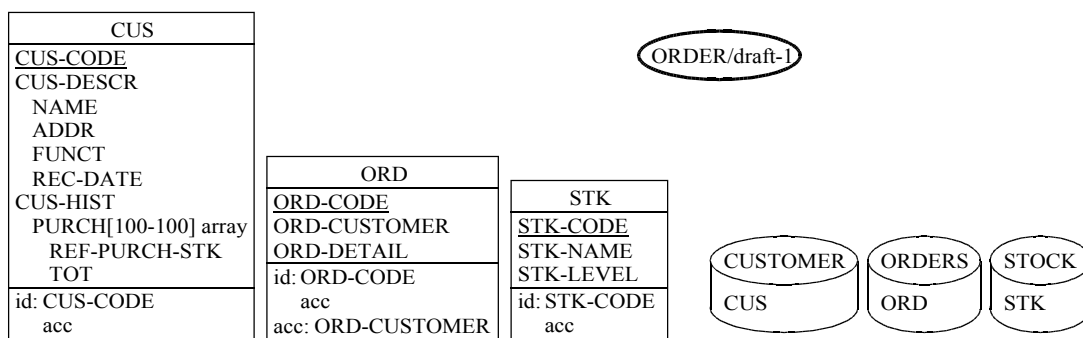 CUS
CUS-CODE
CUS-DESCR
NAME
ADDR
FUNCT
REC-DATE
CUS-HIST
PURCH[100-100] array
REF-PURCH-STK
TOT
id: CUS-CODE
acc
ORD
ORD-CODE
ORD-CUSTOMER
ORD-DETAIL
id: ORD-CODE
acc
acc: ORD-CUSTOMER
STK
STK-CODE
STK-NAME
STK-LEVEL
id: STK-CODE
acc
ORDER/draft-1
CUSTOMER
CUS
ORDERS
ORD
STOCK
STK